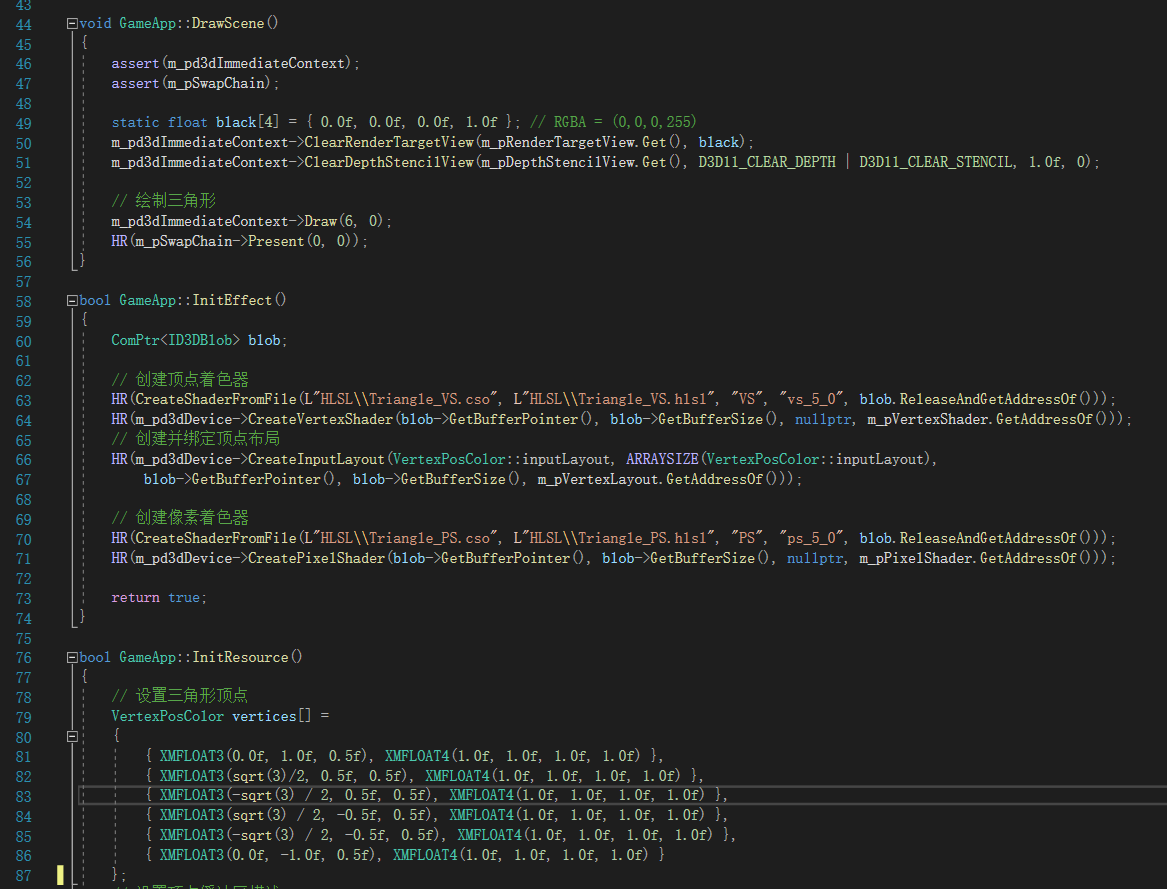 43
44 void GameApp::DrawScene()
45 {
46 assert(m_pd3dImmediateContext);
47 assert(m_pSwapChain);
48
49 static float black[4] = { 0.0f, 0.0f, 0.0f, 1.0f }; // RGBA = (0,0,0,255)
50 m_pd3dImmediateContext->ClearRenderTargetView(m_pRenderTargetView.Get(), black);
51 m_pd3dImmediateContext->ClearDepthStencilView(m_pDepthStencilView.Get(), D3D11_CLEAR_DEPTH | D3D11_CLEAR_STENCIL, 1.0f, 0);
52
53 // 绘制三角形
54 m_pd3dImmediateContext->Draw(6, 0);
55 HR(m_pSwapChain->Present(0, 0));
56 }
57
58 bool GameApp::InitEffect()
59 {
60 ComPtr<ID3DBlob> blob;
61
62 // 创建顶点着色器
63 HR(CreateShaderFromFile(L"HLSL\\Triangle_VS.cso", L"HLSL\\Triangle_VS.hlsl", "VS", "vs_5_0", blob.ReleaseAndGetAddressOf()));
64 HR(m_pd3dDevice->CreateVertexShader(blob->GetBufferPointer(), blob->GetBufferSize(), nullptr, m_pVertexShader.GetAddressOf()));
65 // 创建并绑定顶点布局
66 HR(m_pd3dDevice->CreateInputLayout(VertexPosColor::inputLayout, ARRAYSIZE(VertexPosColor::inputLayout),
67 blob->GetBufferPointer(), blob->GetBufferSize(), m_pVertexLayout.GetAddressOf()));
68
69 // 创建像素着色器
70 HR(CreateShaderFromFile(L"HLSL\\Triangle_PS.cso", L"HLSL\\Triangle_PS.hlsl", "PS", "ps_5_0", blob.ReleaseAndGetAddressOf()));
71 HR(m_pd3dDevice->CreatePixelShader(blob->GetBufferPointer(), blob->GetBufferSize(), nullptr, m_pPixelShader.GetAddressOf()));
72
73 return true;
74 }
75
76 bool GameApp::InitResource()
77 {
78 // 设置三角形顶点
79 VertexPosColor vertices[] =
80 {
81 { XMFLOAT3(0.0f, 1.0f, 0.5f), XMFLOAT4(1.0f, 1.0f, 1.0f, 1.0f) },
82 { XMFLOAT3(sqrt(3)/2, 0.5f, 0.5f), XMFLOAT4(1.0f, 1.0f, 1.0f, 1.0f) },
83 { XMFLOAT3(-sqrt(3) / 2, 0.5f, 0.5f), XMFLOAT4(1.0f, 1.0f, 1.0f, 1.0f) },
84 { XMFLOAT3(sqrt(3) / 2, -0.5f, 0.5f), XMFLOAT4(1.0f, 1.0f, 1.0f, 1.0f) },
85 { XMFLOAT3(-sqrt(3) / 2, -0.5f, 0.5f), XMFLOAT4(1.0f, 1.0f, 1.0f, 1.0f) },
86 { XMFLOAT3(0.0f, -1.0f, 0.5f), XMFLOAT4(1.0f, 1.0f, 1.0f, 1.0f) }
87 };